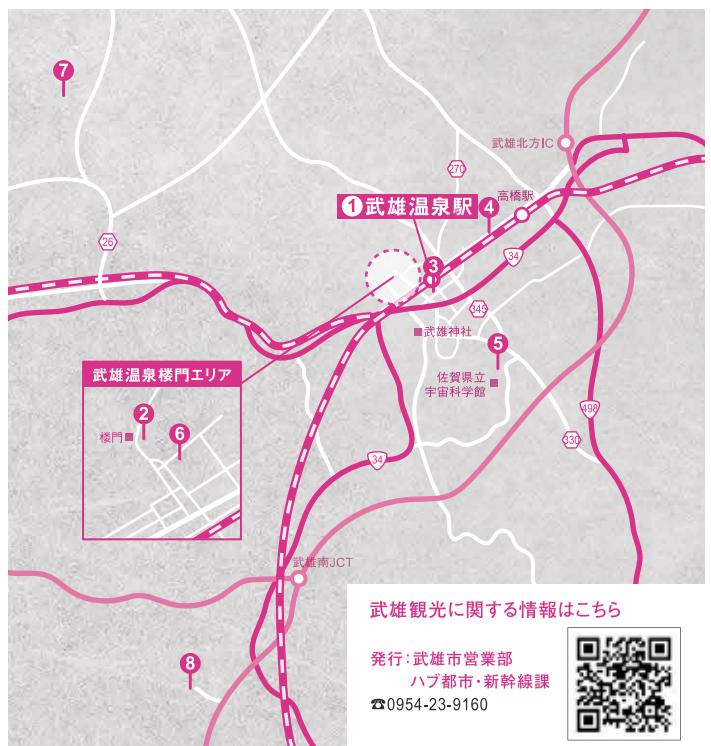 7
武雄北方IC
270
高橋駅
1武雄温泉駅
4
26
34
3
345
武雄神社
5
佐賀県立
宇宙科学館
武雄温泉楼門エリア
2
楼門
6
498
330
34
武雄南JCT
8
武雄観光に関する情報はこちら
発行:武雄市営業部
ハブ都市・新幹線課
☎0954-23-9160